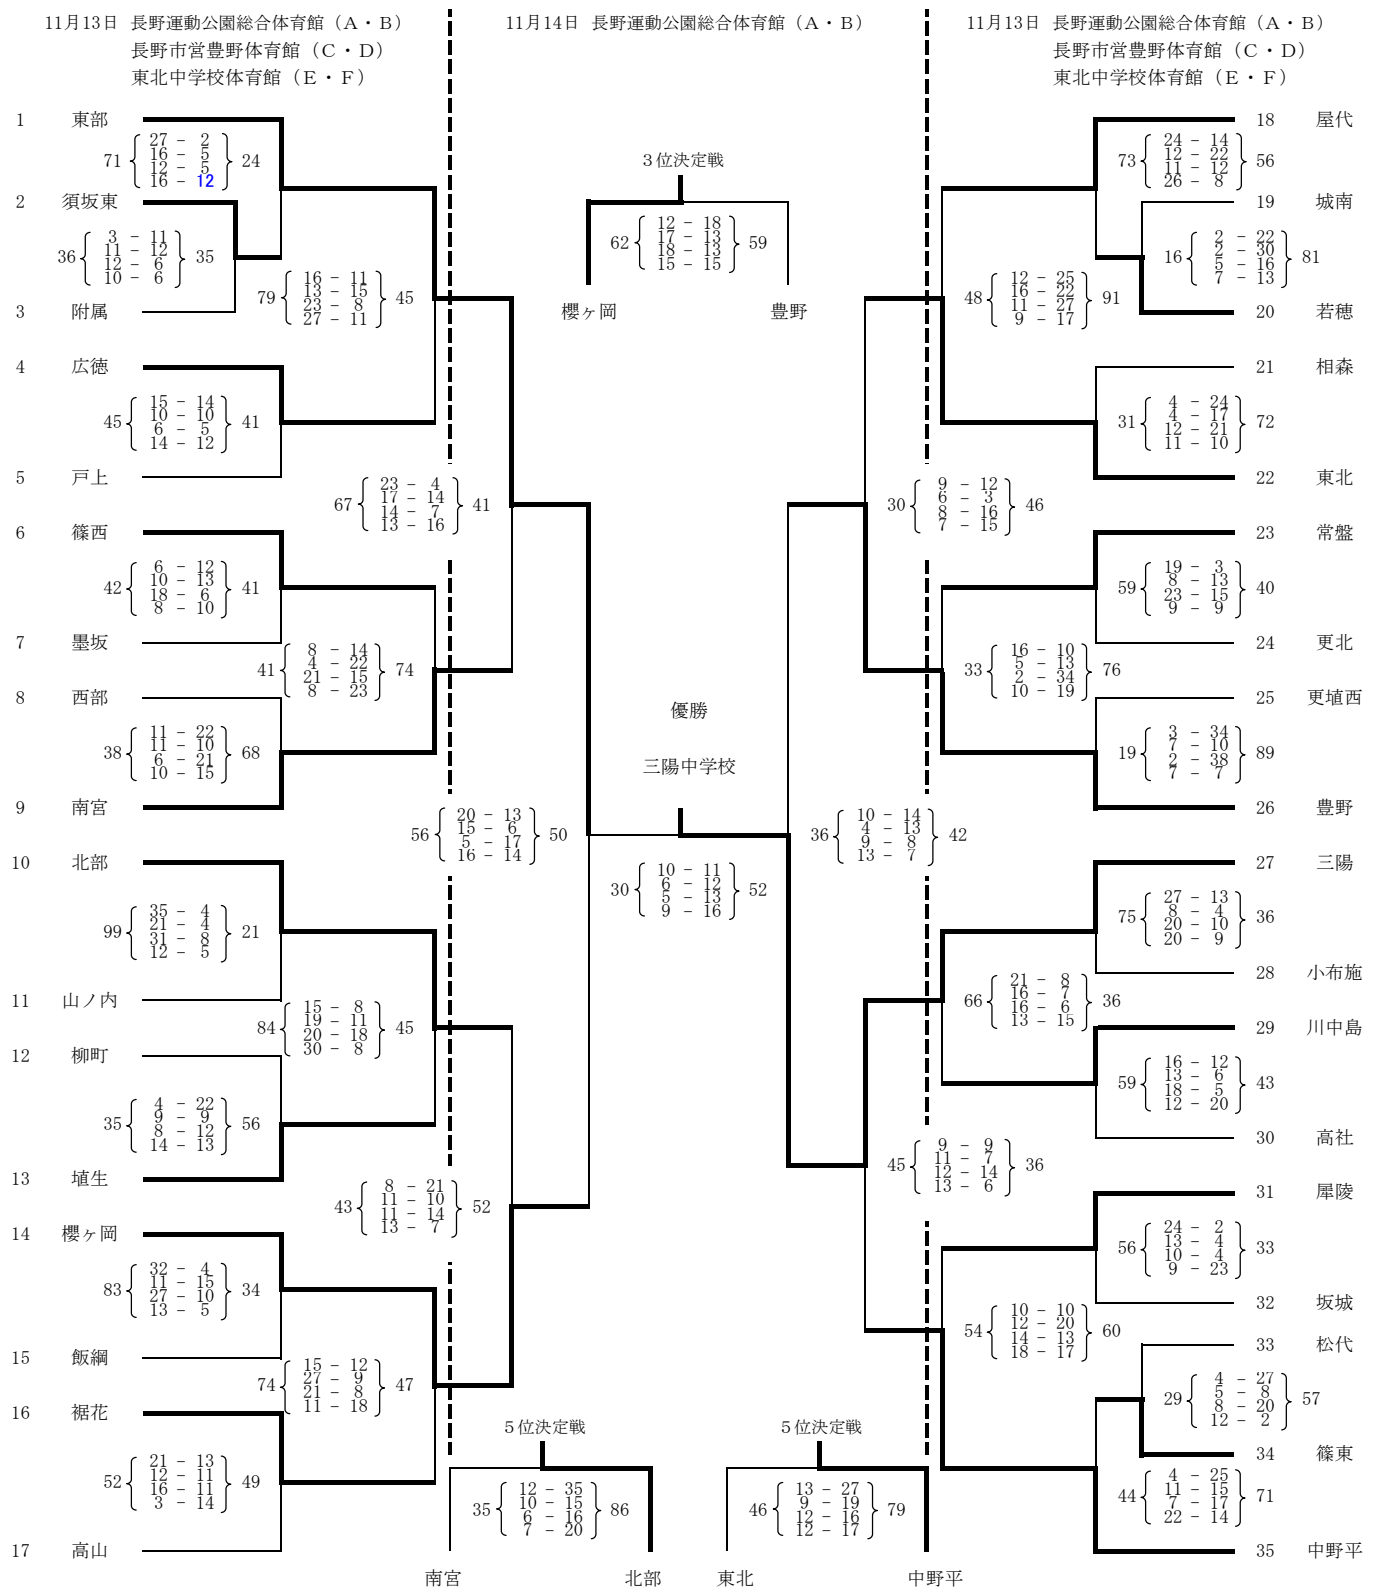 11月13日 長野運動公園総合体育館（Ａ・Ｂ）
長野市営豊野体育館（Ｃ・Ｄ）
東北中学校体育館（Ｅ・Ｆ）
11月14日 長野運動公園総合体育館（Ａ・Ｂ）
11月13日 長野運動公園総合体育館（Ａ・Ｂ）
長野市営豊野体育館（Ｃ・Ｄ）
東北中学校体育館（Ｅ・Ｆ）
1 東部
71 24
27 - 2
16 - 5
12 - 5
16 - 12
2 須坂東
36 35
3 - 11
11 - 12
12 - 6
10 - 6
3 附属
79 45
16 - 11
13 - 15
23 - 8
27 - 11
4 広徳
45 41
15 - 14
10 - 10
6 - 5
14 - 12
5 戸上
67 41
23 - 4
17 - 14
14 - 7
13 - 16
6 篠西
42 41
6 - 12
10 - 13
18 - 6
8 - 10
7 墨坂
41 74
8 - 14
4 - 22
21 - 15
8 - 23
8 西部
38 68
11 - 22
11 - 10
6 - 21
10 - 15
9 南宮
56 50
20 - 13
15 - 6
5 - 17
16 - 14
10 北部
99 21
35 - 4
21 - 4
31 - 8
12 - 5
11 山ノ内
84 45
15 - 8
19 - 11
20 - 18
30 - 8
12 柳町
35 56
4 - 22
9 - 9
8 - 12
14 - 13
13 埴生
43 52
8 - 21
11 - 10
11 - 14
13 - 7
14 櫻ヶ岡
83 34
32 - 4
11 - 15
27 - 10
13 - 5
15 飯綱
74 47
15 - 12
27 - 9
21 - 8
11 - 18
16 裾花
52 49
21 - 13
12 - 11
16 - 11
3 - 14
17 高山
３位決定戦
62 59
12 - 18
17 - 13
18 - 13
15 - 15
櫻ヶ岡 豊野
優勝
三陽中学校
30 52
10 - 11
6 - 12
5 - 13
9 - 16
５位決定戦
35 86
12 - 35
10 - 15
6 - 16
7 - 20
南宮 北部
５位決定戦
46 79
13 - 27
9 - 19
12 - 16
12 - 17
東北 中野平
18 屋代
73 56
24 - 14
12 - 22
11 - 12
26 - 8
19 城南
16 81
2 - 22
2 - 30
5 - 16
7 - 13
20 若穂
48 91
12 - 25
16 - 22
11 - 27
9 - 17
21 相森
31 72
4 - 24
4 - 17
12 - 21
11 - 10
22 東北
30 46
9 - 12
6 - 3
8 - 16
7 - 15
23 常盤
59 40
19 - 3
8 - 13
23 - 15
9 - 9
24 更北
33 76
16 - 10
5 - 13
2 - 34
10 - 19
25 更埴西
19 89
3 - 34
7 - 10
2 - 38
7 - 7
26 豊野
36 42
10 - 14
4 - 13
9 - 8
13 - 7
27 三陽
75 36
27 - 13
8 - 4
20 - 10
20 - 9
28 小布施
66 36
21 - 8
16 - 7
16 - 6
13 - 15
29 川中島
59 43
16 - 12
13 - 6
18 - 5
12 - 20
30 高社
45 36
9 - 9
11 - 7
12 - 14
13 - 6
31 犀陵
56 33
24 - 2
13 - 4
10 - 4
9 - 23
32 坂城
54 60
10 - 10
12 - 20
14 - 13
18 - 17
33 松代
29 57
4 - 27
5 - 8
8 - 20
12 - 2
34 篠東
44 71
4 - 25
11 - 15
7 - 17
22 - 14
35 中野平